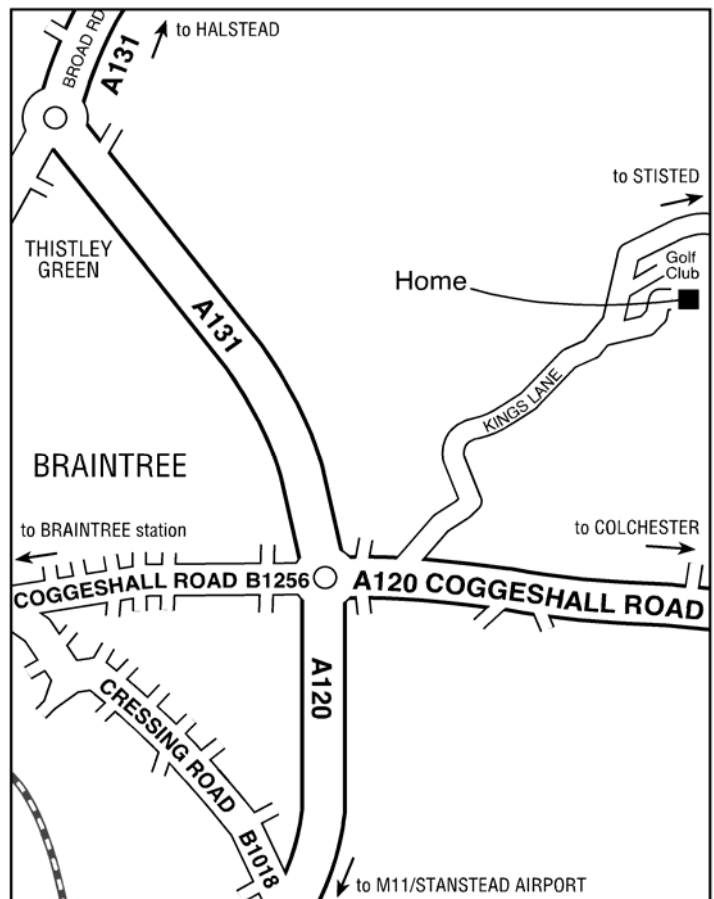 BROAD RD
A131
to HALSTEAD
to STISTED
THISTLEY
GREEN
Golf
Club
Home
A131
KINGS LANE
BRAINTREE
to BRAINTREE station
to COLCHESTER
COGGESHALL ROAD B1256
A120 COGGESHALL ROAD
A120
CRESSING ROAD B1018
to M11/STANSTEAD AIRPORT